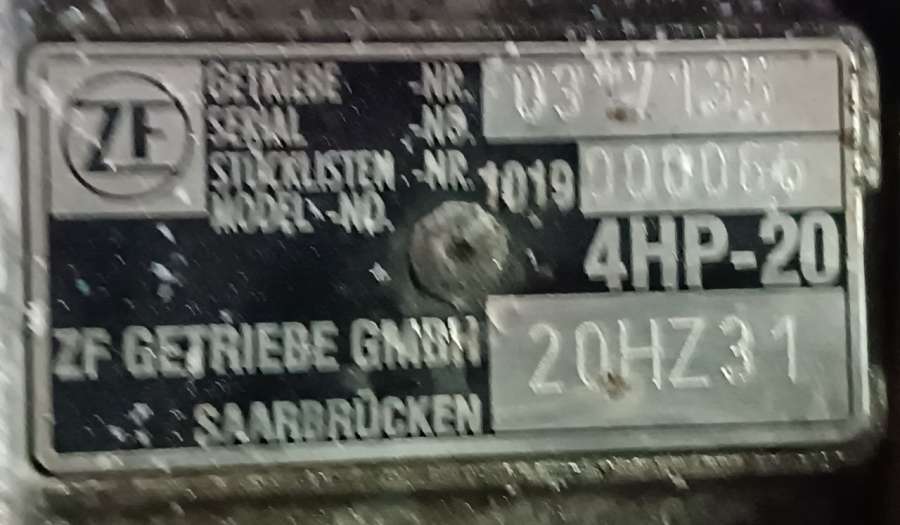 ZF
GETRIEBE -NR.
SERIAL -NO.
STÜCKLISTEN -NR. 1019 000066
MODEL -NO.
4HP-20
ZF GETRIEBE GMBH
20HZ31
SAARBRÜCKEN